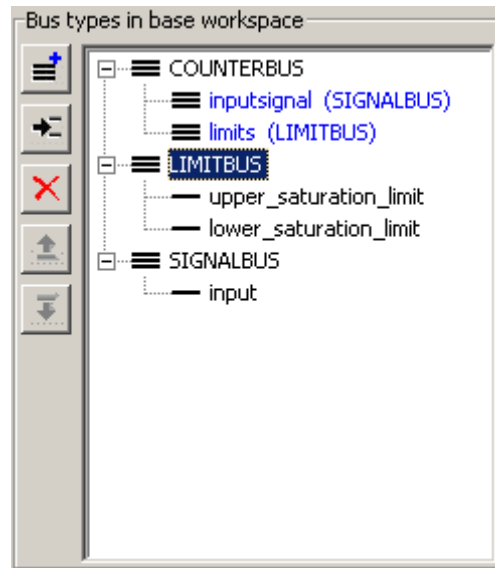 Bus types in base workspace
COUNTERBUS
inputsignal (SIGNALBUS)
limits (LIMITBUS)
LIMITBUS
upper_saturation_limit
lower_saturation_limit
SIGNALBUS
input